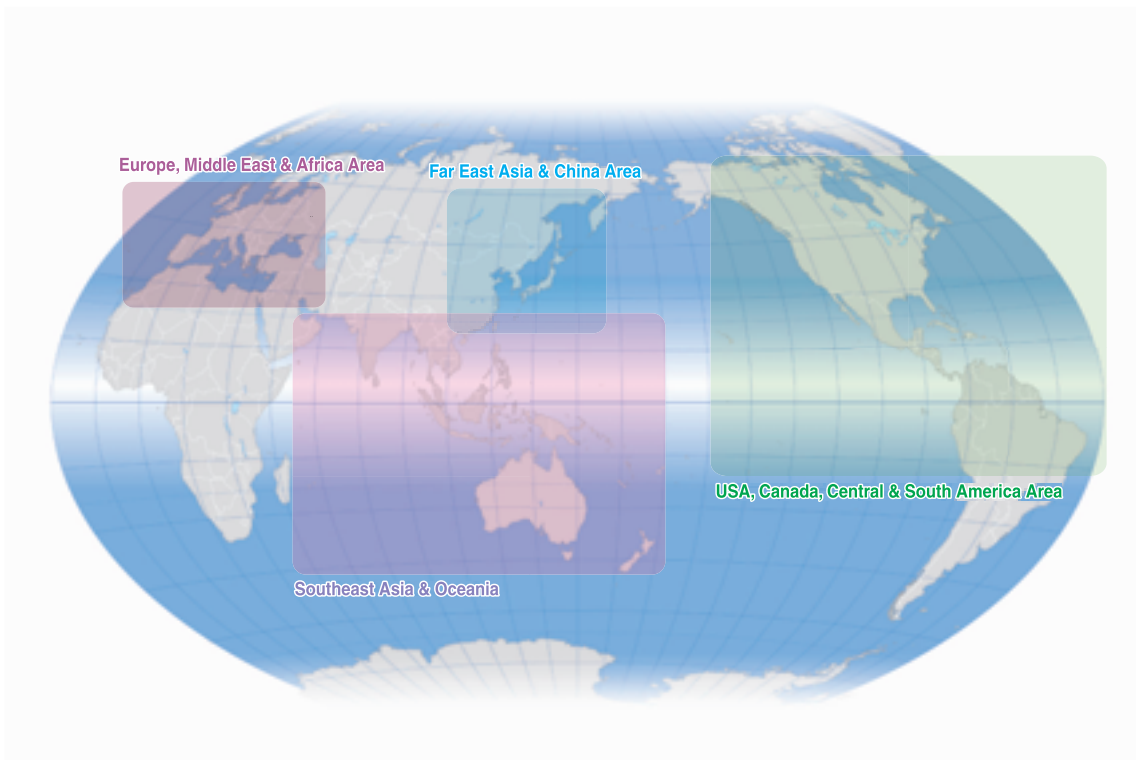 Europe, Middle East & Africa Area
Far East Asia & China Area
USA, Canada, Central & South America Area
Southeast Asia & Oceania